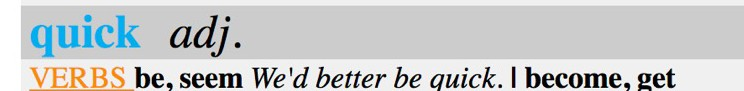 quick adj.
VERBS be, seem We'd better be quick. | become, get